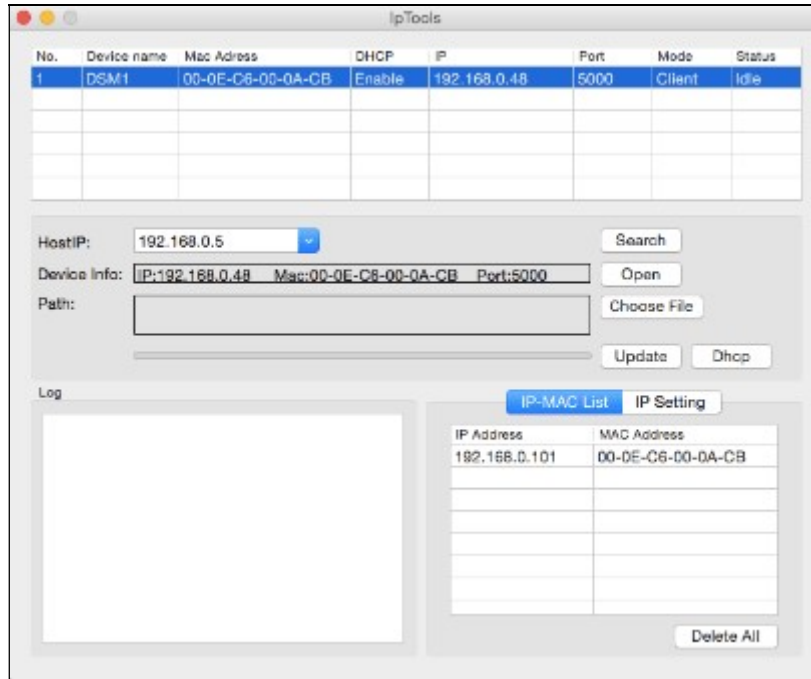 IpTools
No. Device name Mac Adress DHCP IP Port Mode Status
1 DSM1 00-0E-C6-00-0A-CB Enable 192.168.0.48 5000 Client Idle
HostIP: 192.168.0.5 Search
Device Info: IP:192.168.0.48 Mac:00-0E-C6-00-0A-CB Port:5000 Open
Path: Choose File
Update Dhcp
Log
IP-MAC List IP Setting
IP Address MAC Address
192.168.0.101 00-0E-C6-00-0A-CB
Delete All